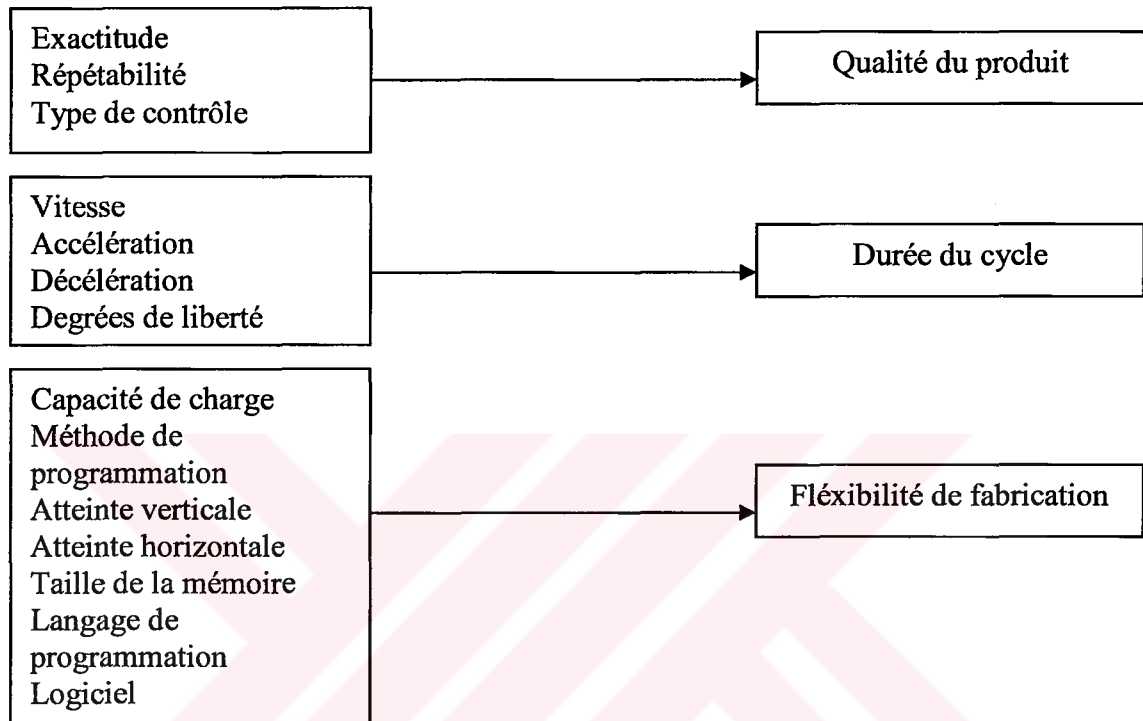 Exactitude
Répétabilité
Type de contrôle
Qualité du produit
Vitesse
Accélération
Décélération
Degrées de liberté
Durée du cycle
Capacité de charge
Méthode de
programmation
Atteinte verticale
Atteinte horizontale
Taille de la mémoire
Langage de
programmation
Logiciel
Fléxibilité de fabrication